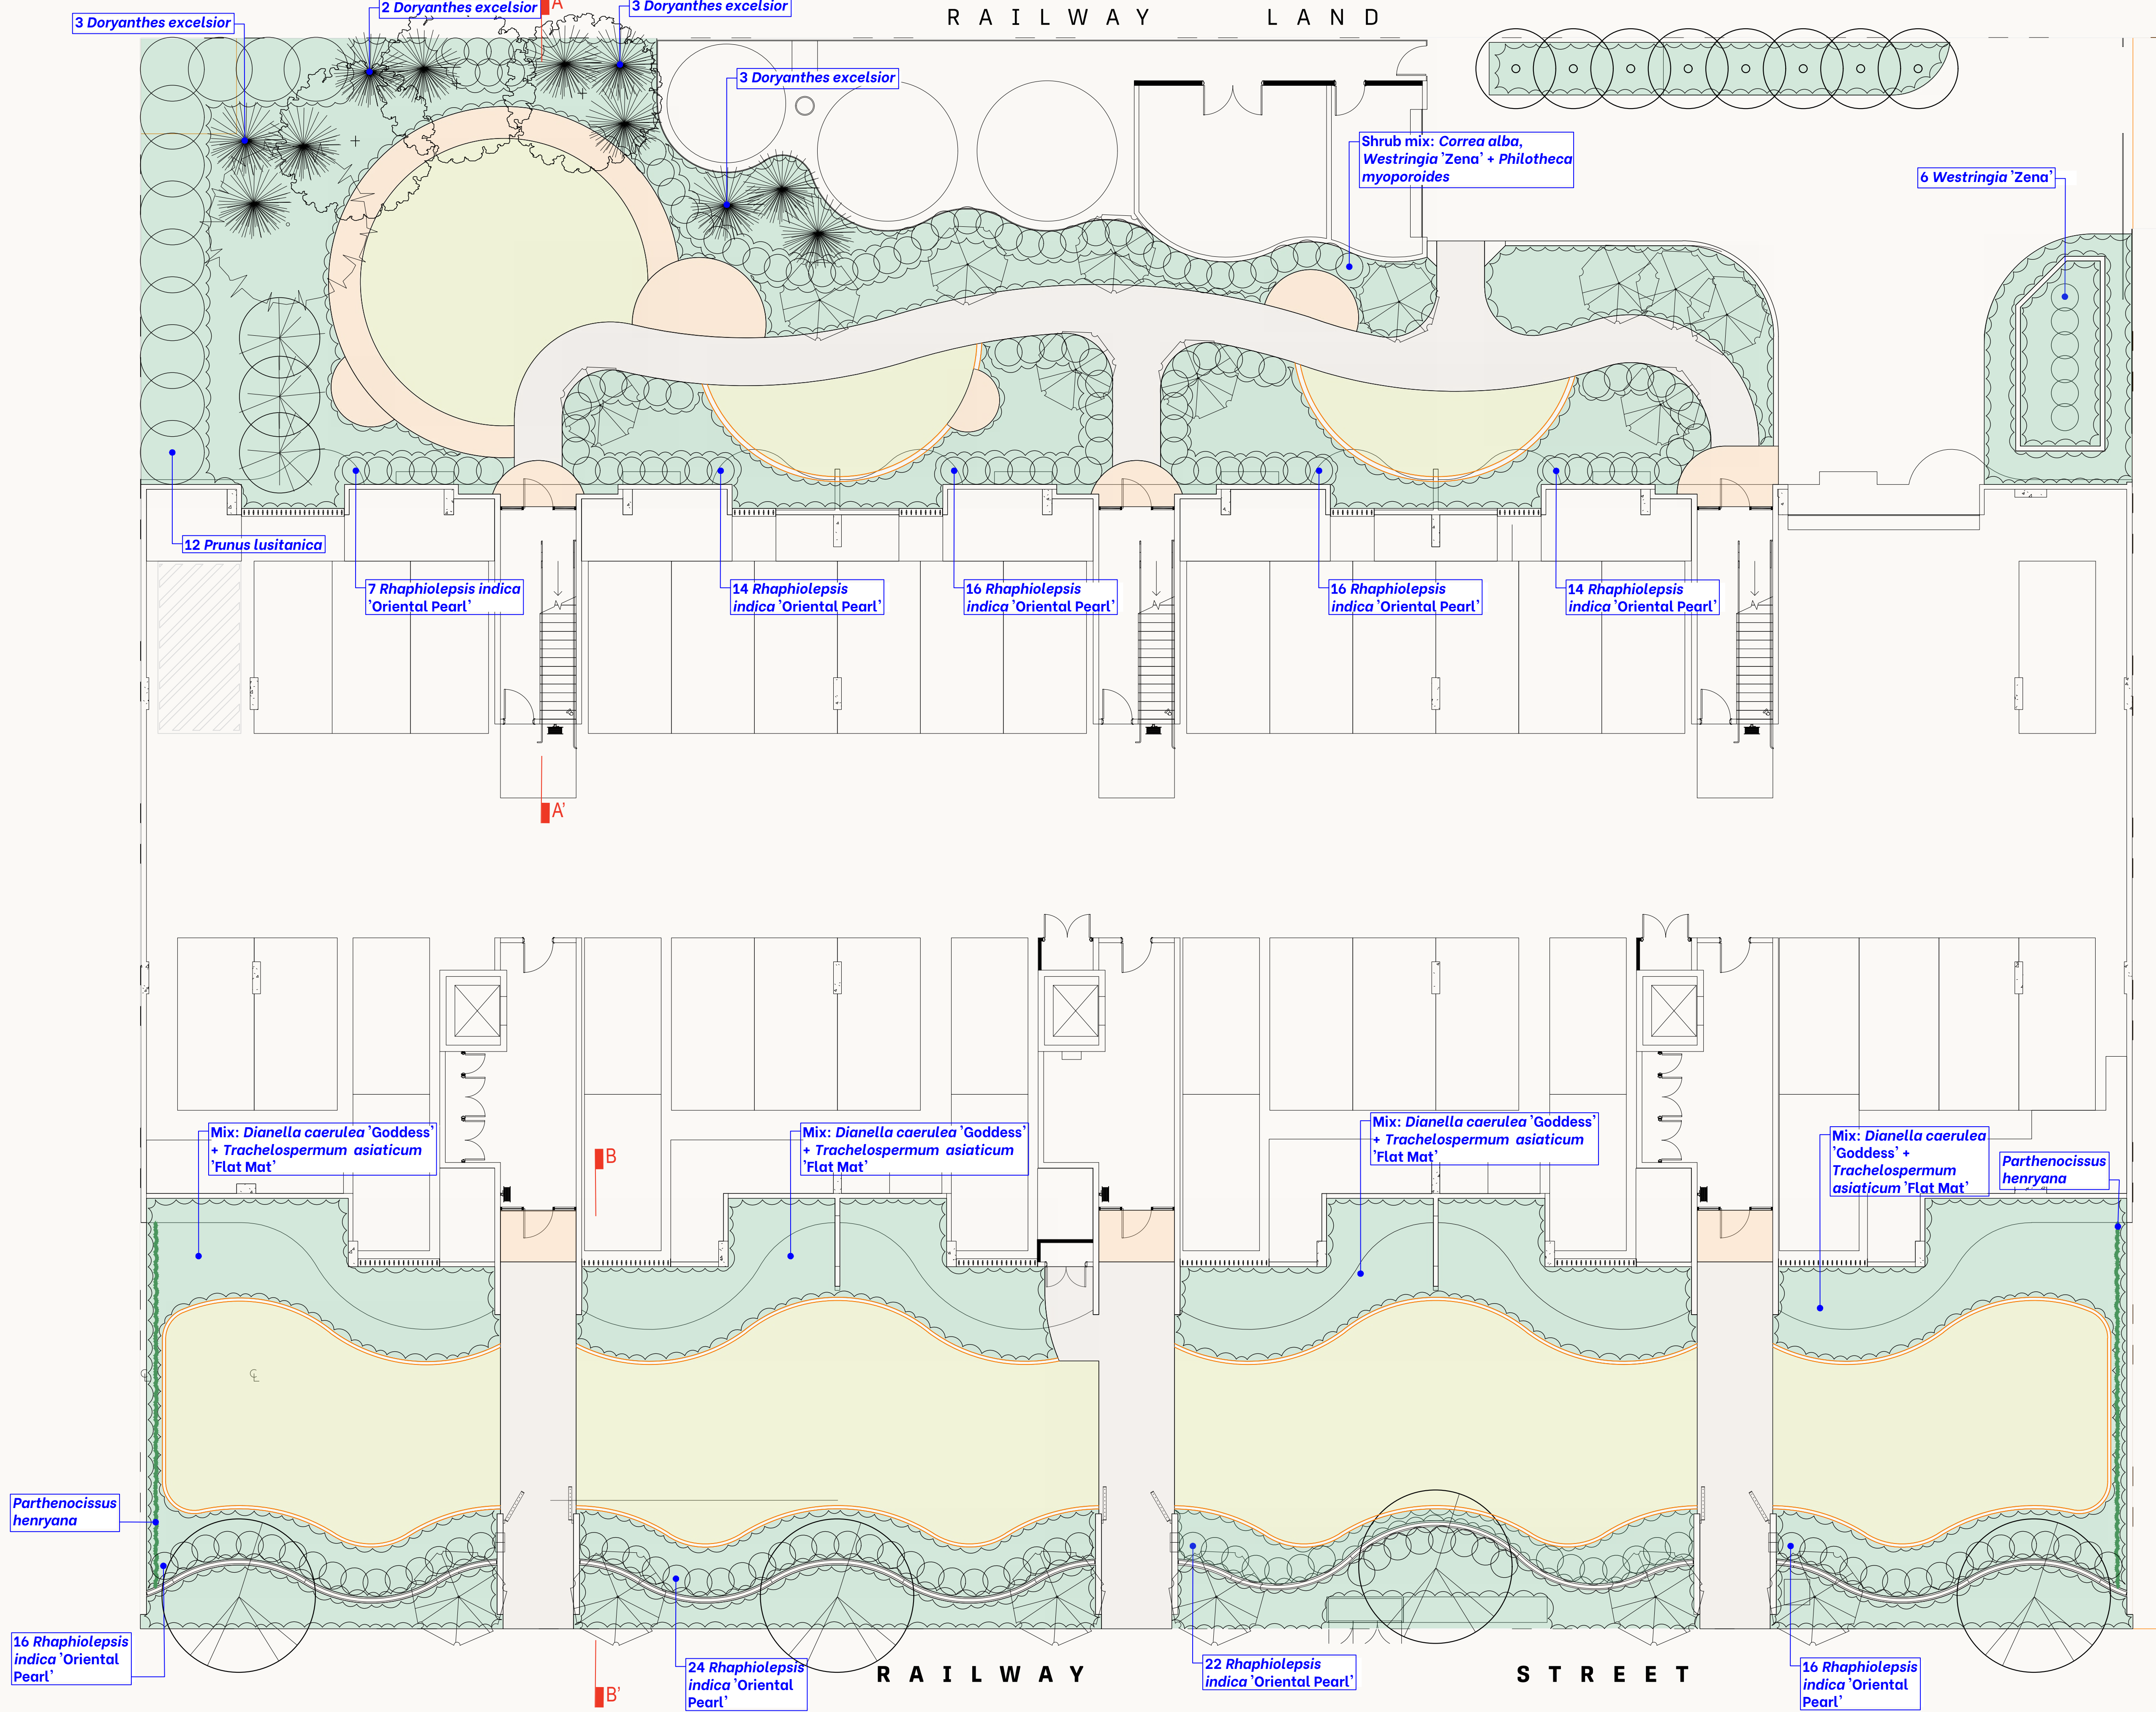 3 Doryanthes excelsior
2 Doryanthes excelsior
A
3 Doryanthes excelsior
RAILWAY LAND
3 Doryanthes excelsior
Shrub mix: Correa alba,
Westringia 'Zena' + Philotheca
myoporoides
6 Westringia 'Zena'
12 Prunus lusitanica
7 Rhaphiolepsis indica
'Oriental Pearl'
14 Rhaphiolepsis
indica 'Oriental Pearl'
16 Rhaphiolepsis
indica 'Oriental Pearl'
16 Rhaphiolepsis
indica 'Oriental Pearl'
14 Rhaphiolepsis
indica 'Oriental Pearl'
A'
Mix: Dianella caerulea 'Goddess'
+ Trachelospermum asiaticum
'Flat Mat'
B
Mix: Dianella caerulea 'Goddess'
+ Trachelospermum asiaticum
'Flat Mat'
Mix: Dianella caerulea 'Goddess'
+ Trachelospermum asiaticum
'Flat Mat'
Mix: Dianella caerulea
'Goddess' +
Trachelospermum
asiaticum 'Flat Mat'
Parthenocissus
henryana
Parthenocissus
henryana
16 Rhaphiolepsis
indica 'Oriental
Pearl'
B'
24 Rhaphiolepsis
indica 'Oriental
Pearl'
RAILWAY STREET
22 Rhaphiolepsis
indica 'Oriental Pearl'
16 Rhaphiolepsis
indica 'Oriental
Pearl'